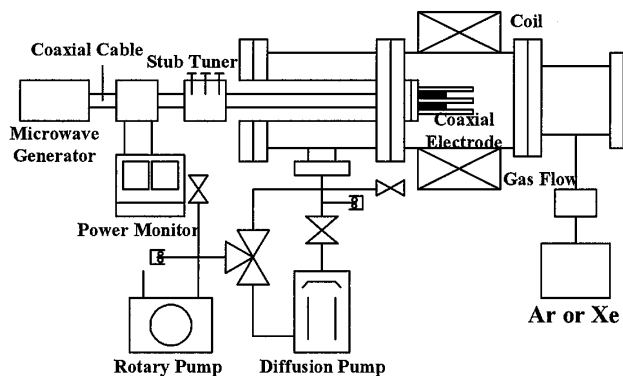 Coil
Coaxial Cable
Stub Tuner
Microwave
Generator
Coaxial
Electrode
Gas Flow
Power Monitor
Ar or Xe
Rotary Pump
Diffusion Pump